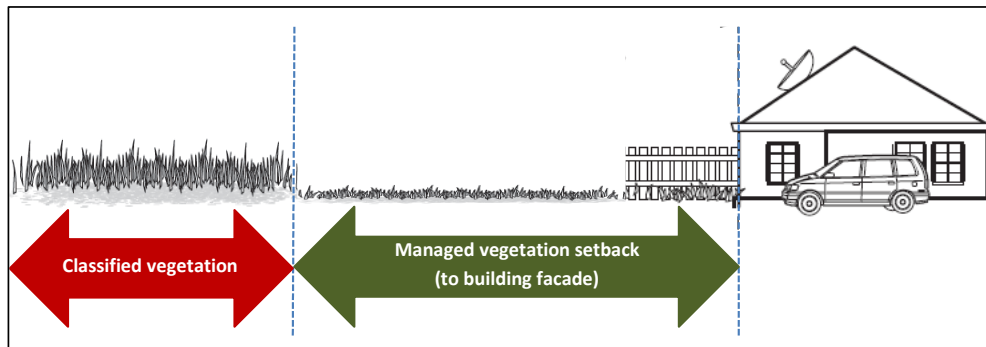 Classified vegetation
Managed vegetation setback
(to building facade)